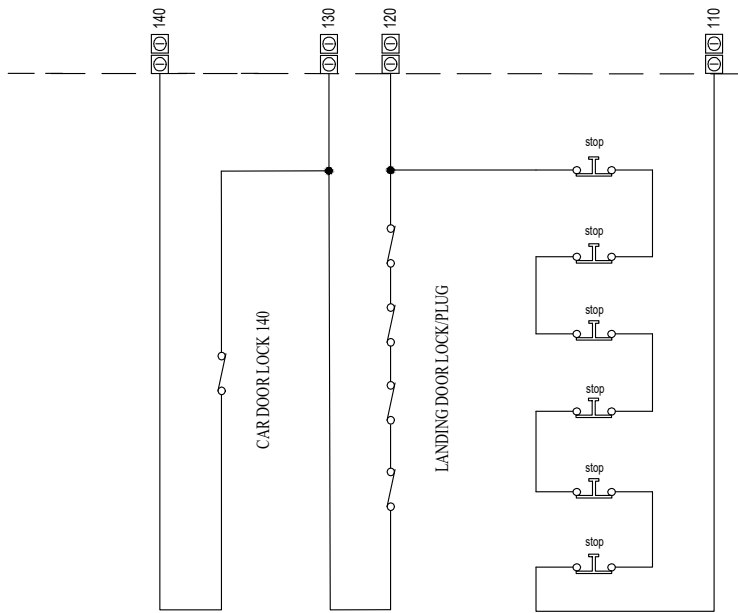 140
130
120
110
stop
stop
stop
stop
stop
stop
CAR DOOR LOCK 140
LANDING DOOR LOCK/PLUG